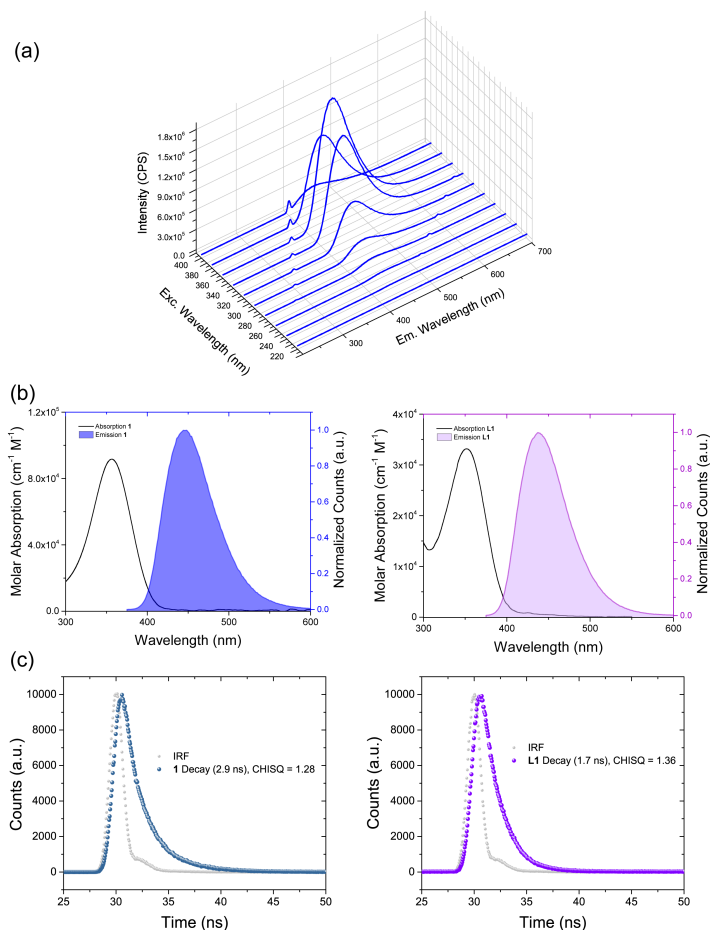 (a)
1.8x10⁶
1.5x10⁶
1.2x10⁶
9.0x10⁵
6.0x10⁵
3.0x10⁵
0.0
Intensity (CPS)
400
380
360
340
320
300
280
260
240
220
Exc. Wavelength (nm)
300
400
500
600
700
Em. Wavelength (nm)
(b)
1.2x10⁵
8.0x10⁴
4.0x10⁴
0.0
Molar Absorption (cm⁻¹ M⁻¹)
Absorption 1
Emission 1
1.0
0.8
0.6
0.4
0.2
0.0
Normalized Counts (a.u.)
300 400 500 600
Wavelength (nm)
4x10⁴
3x10⁴
2x10⁴
1x10⁴
0
Molar Absorption (cm⁻¹ M⁻¹)
Absorption L1
Emission L1
1.0
0.8
0.6
0.4
0.2
0.0
Normalized Counts (a.u.)
300 400 500 600
Wavelength (nm)
(c)
10000
8000
6000
4000
2000
0
Counts (a.u.)
IRF
1 Decay (2.9 ns), CHISQ = 1.28
25 30 35 40 45 50
Time (ns)
10000
8000
6000
4000
2000
0
Counts (a.u.)
IRF
L1 Decay (1.7 ns), CHISQ = 1.36
25 30 35 40 45 50
Time (ns)